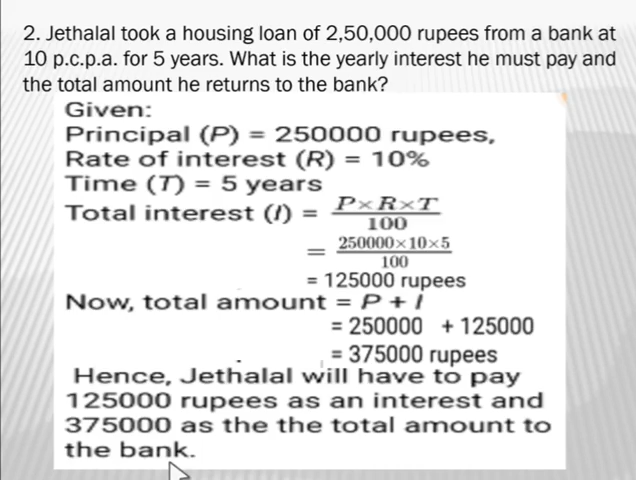 2. Jethalal took a housing loan of 2,50,000 rupees from a bank at
10 p.c.p.a. for 5 years. What is the yearly interest he must pay and
the total amount he returns to the bank?
Given:
Principal (P) = 250000 rupees,
Rate of interest (R) = 10%
Time (T) = 5 years
Total interest (I) = P×R×T/100
= 250000×10×5/100
= 125000 rupees
Now, total amount = P + I
= 250000 + 125000
= 375000 rupees
Hence, Jethalal will have to pay
125000 rupees as an interest and
375000 as the the total amount to
the bank.